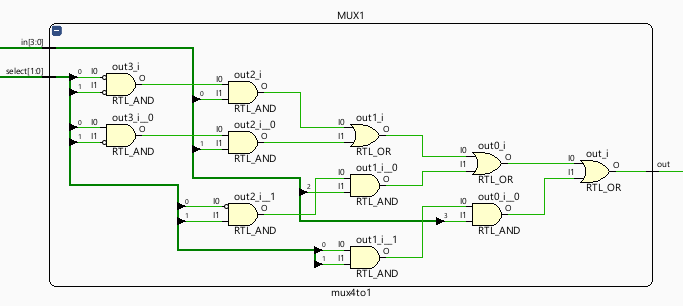 MUX1
in[3:0]
select[1:0]
0 I0 out3_i O
1 I1 RTL_AND
0 I0 out3_i__0 O
1 I1 RTL_AND
I0 out2_i O
0 I1 RTL_AND
I0 out2_i__0 O
1 I1 RTL_AND
0 I0 out2_i__1 O
1 I1 RTL_AND
I0 out1_i O
I1 RTL_OR
I0 out1_i__0 O
2 I1 RTL_AND
0 I0 out1_i__1 O
1 I1 RTL_AND
I0 out0_i O
I1 RTL_OR
I0 out0_i__0 O
3 I1 RTL_AND
I0 out_i O
I1 RTL_OR
out
mux4to1